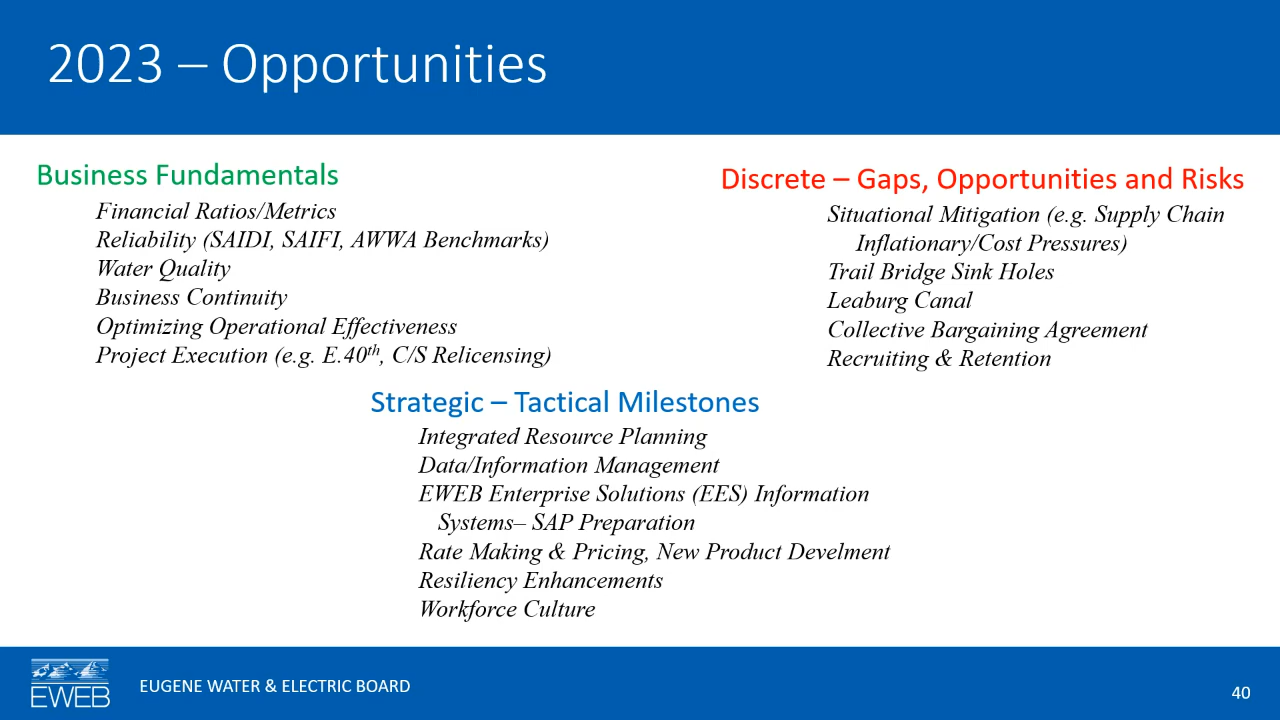 2023 – Opportunities
Business Fundamentals
Financial Ratios/Metrics
Reliability (SAIDI, SAIFI, AWWA Benchmarks)
Water Quality
Business Continuity
Optimizing Operational Effectiveness
Project Execution (e.g. E.40th, C/S Relicensing)
Discrete – Gaps, Opportunities and Risks
Situational Mitigation (e.g. Supply Chain
Inflationary/Cost Pressures)
Trail Bridge Sink Holes
Leaburg Canal
Collective Bargaining Agreement
Recruiting & Retention
Strategic – Tactical Milestones
Integrated Resource Planning
Data/Information Management
EWEB Enterprise Solutions (EES) Information
Systems– SAP Preparation
Rate Making & Pricing, New Product Develment
Resiliency Enhancements
Workforce Culture
EWEB
EUGENE WATER & ELECTRIC BOARD
40